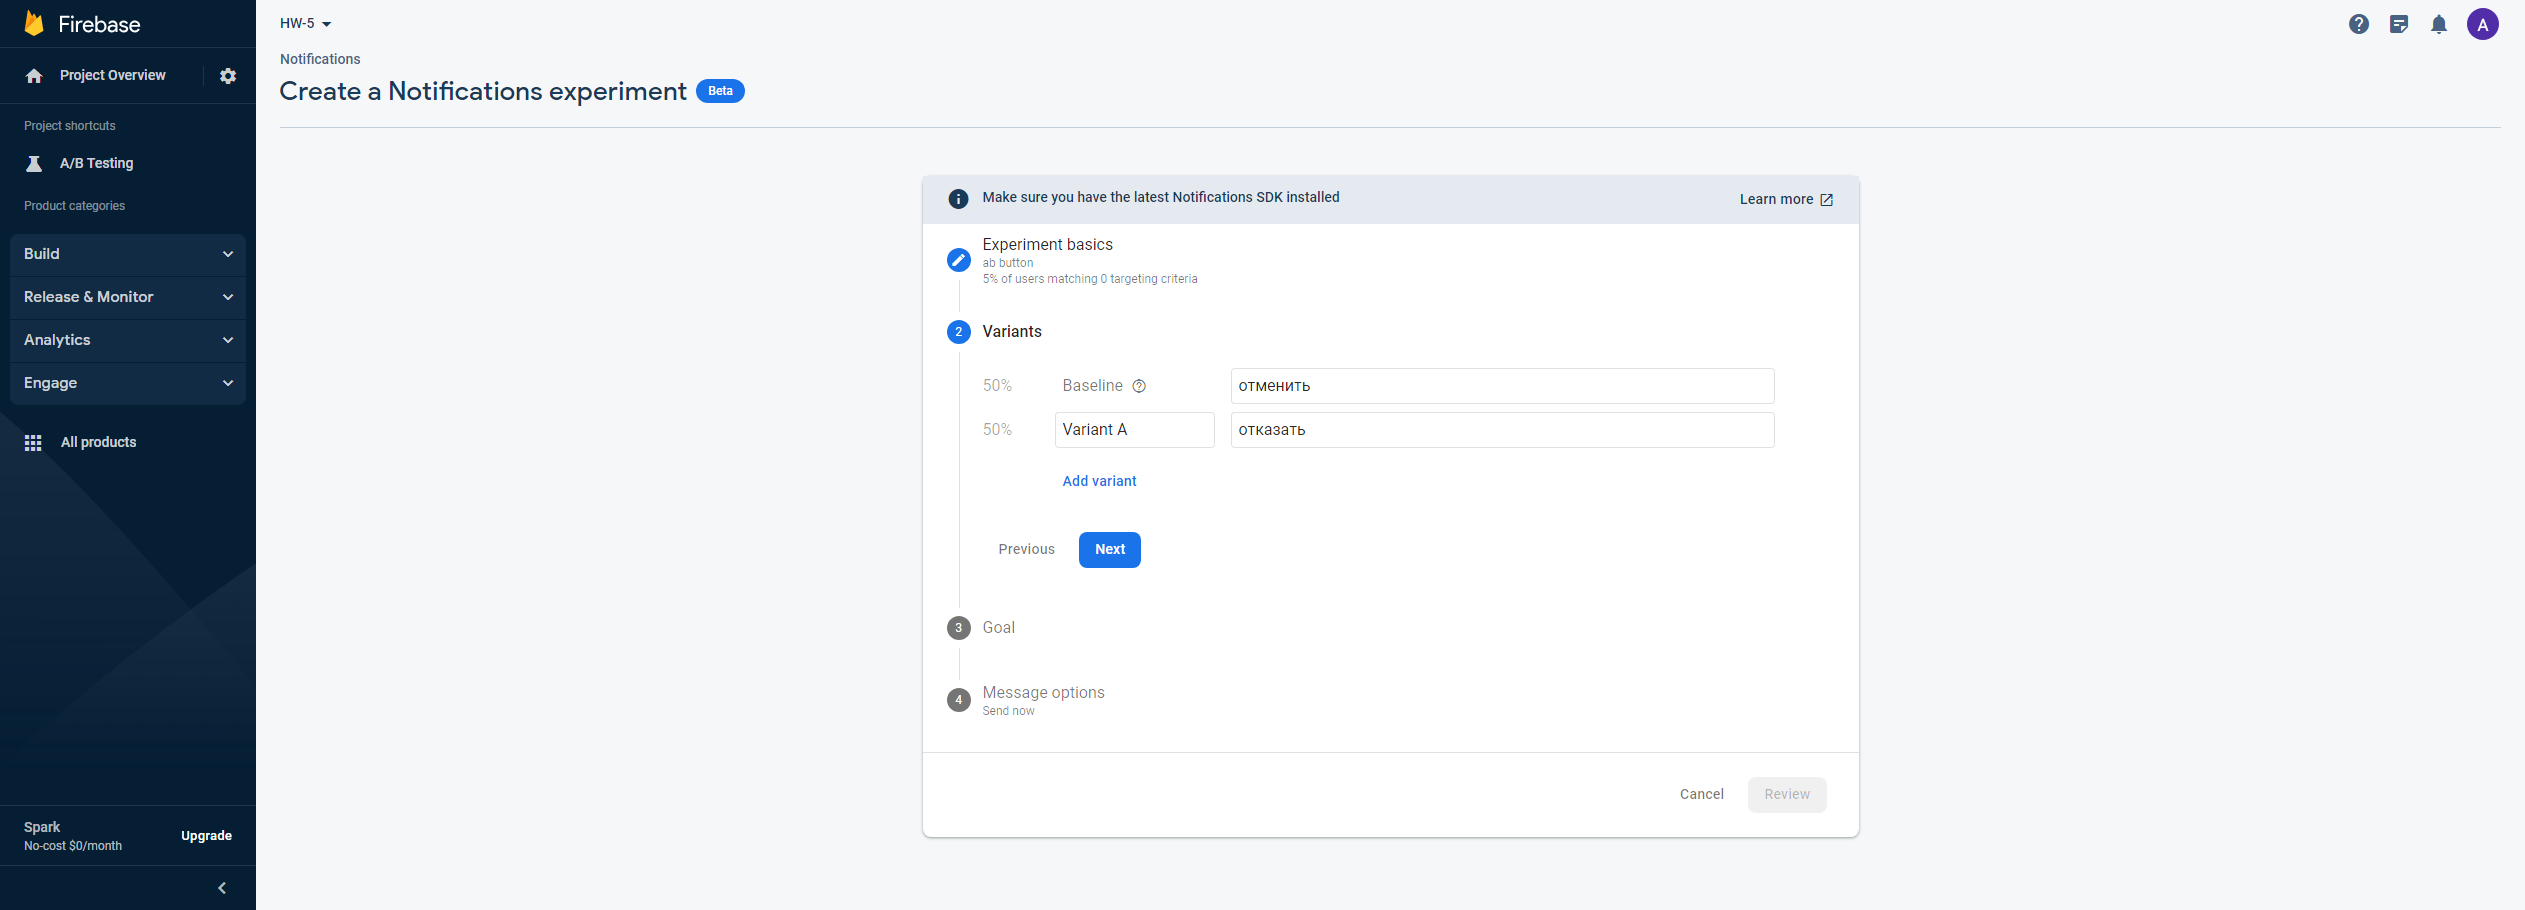 Firebase
Project Overview
Project shortcuts
A/B Testing
Product categories
Build
Release & Monitor
Analytics
Engage
All products
Spark
No-cost $0/month
Upgrade
HW-5
A
Notifications
Create a Notifications experiment Beta
Make sure you have the latest Notifications SDK installed
Learn more
Experiment basics
ab button
5% of users matching 0 targeting criteria
2 Variants
50% Baseline отменить
50% Variant A отказать
Add variant
Previous Next
3 Goal
4 Message options
Send now
Cancel Review